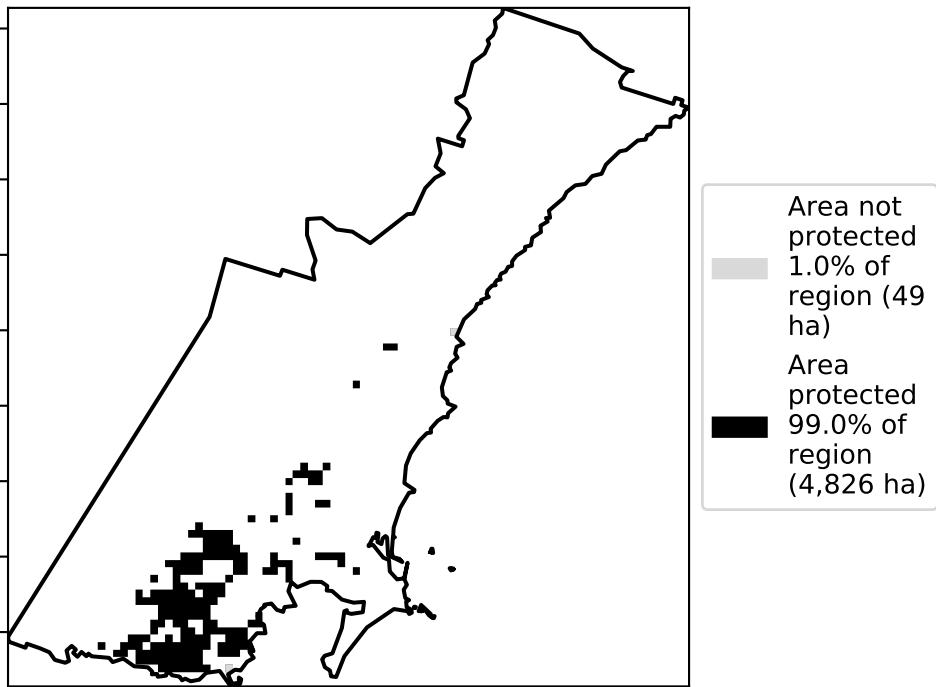 Area not
protected
1.0% of
region (49
ha)
Area
protected
99.0% of
region
(4,826 ha)